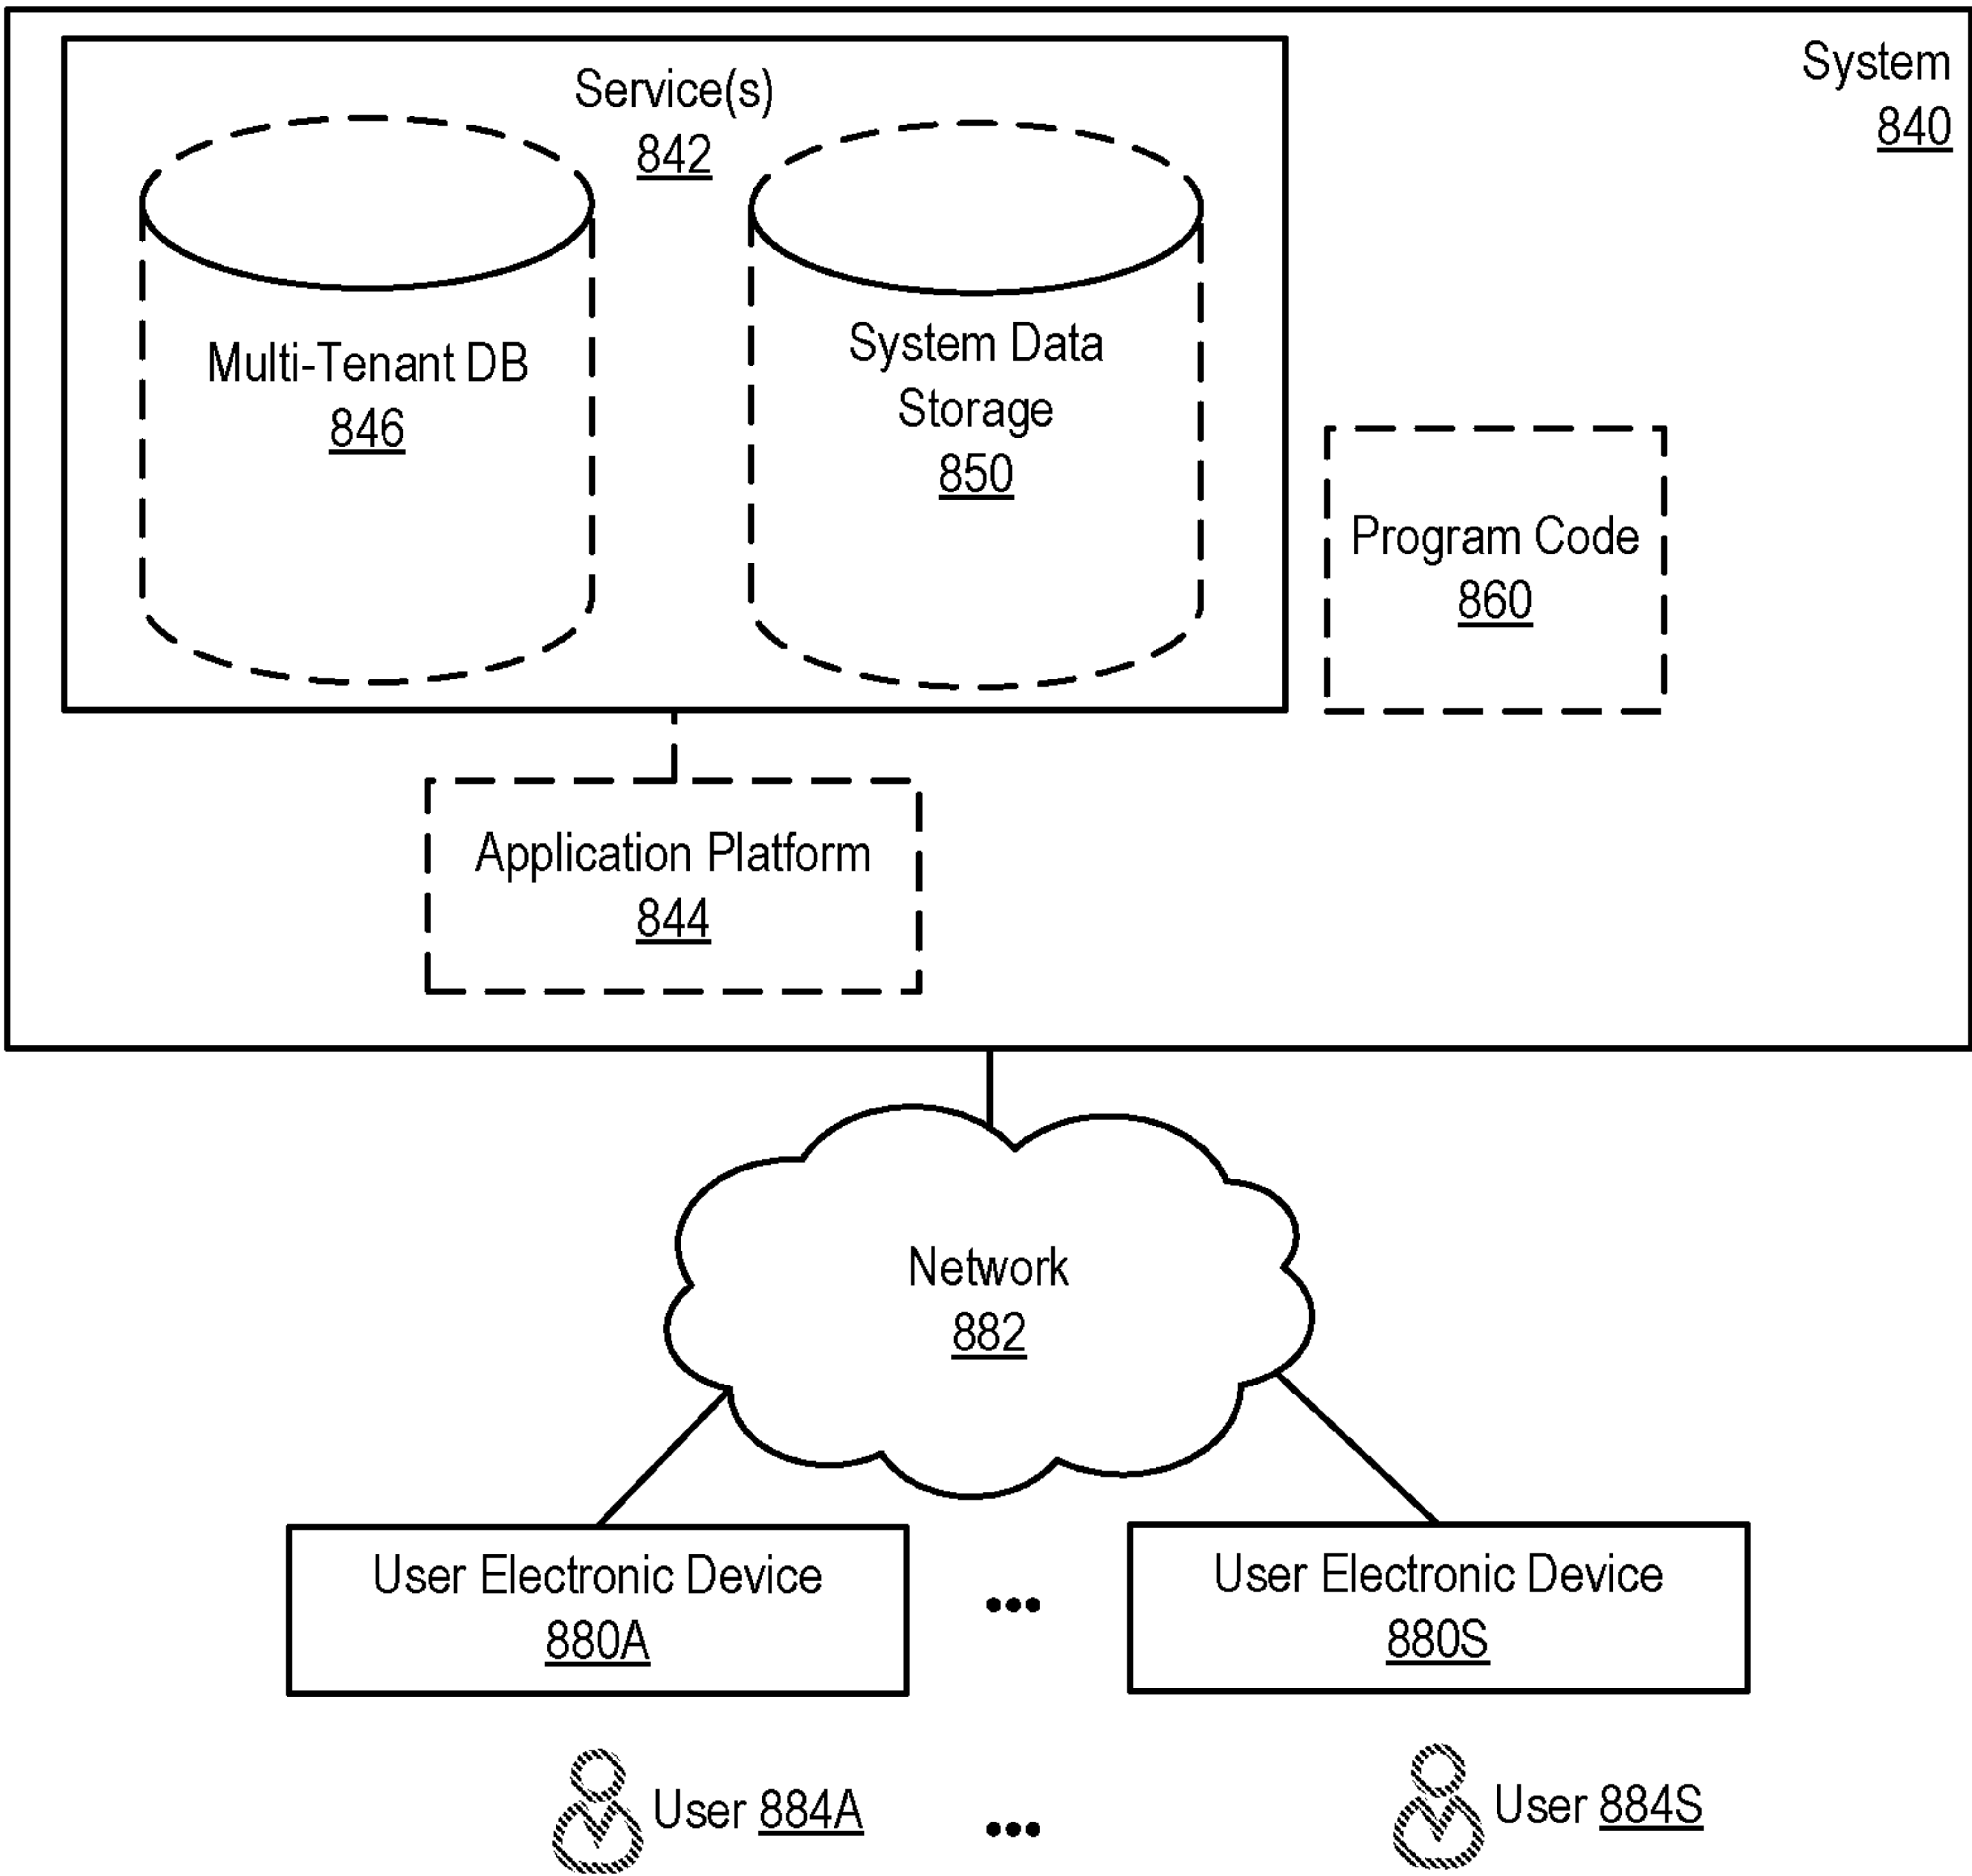 System
840
Service(s)
842
Multi-Tenant DB
846
System Data
Storage
850
Program Code
860
Application Platform
844
Network
882
User Electronic Device
880A
User Electronic Device
880S
User 884A
User 884S